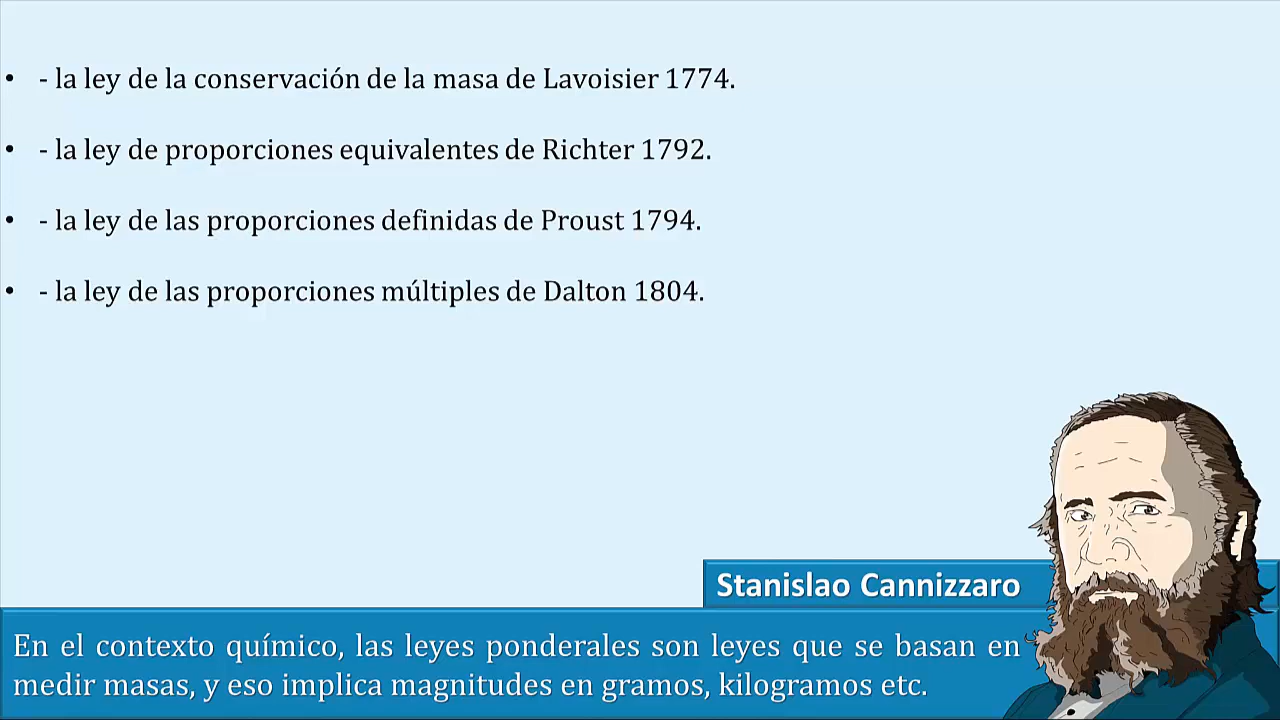 • - la ley de la conservación de la masa de Lavoisier 1774.
• - la ley de proporciones equivalentes de Richter 1792.
• - la ley de las proporciones definidas de Proust 1794.
• - la ley de las proporciones múltiples de Dalton 1804.
Stanislao Cannizzaro
En el contexto químico, las leyes ponderales son leyes que se basan en
medir masas, y eso implica magnitudes en gramos, kilogramos etc.